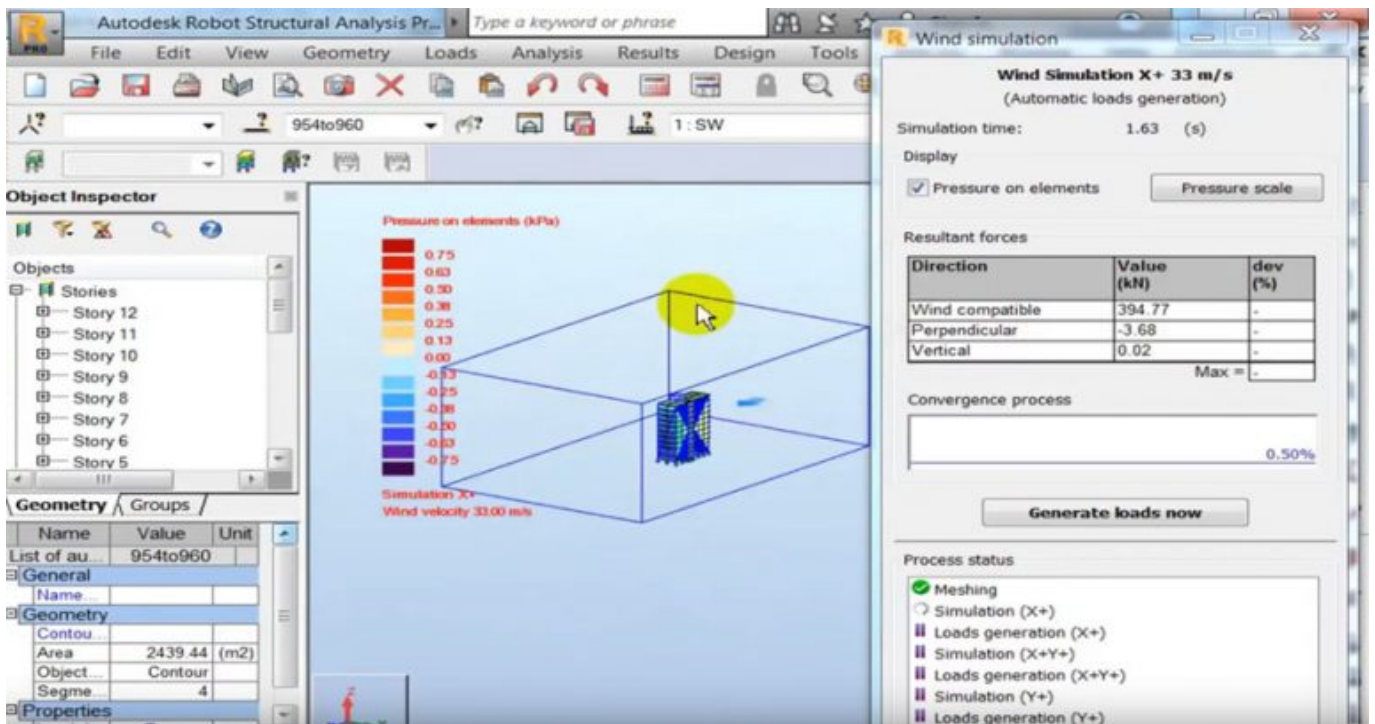 Autodesk Robot Structural Analysis Pr...
Type a keyword or phrase
PRO
File Edit View Geometry Loads Analysis Results Design Tools
954to960
1: SW
Object Inspector
Objects
Stories
Story 12
Story 11
Story 10
Story 9
Story 8
Story 7
Story 6
Story 5
Geometry Groups
Name Value Unit
List of au... 954to960
General
Name...
Geometry
Contou...
Area 2439.44 (m2)
Object... Contour
Segme... 4
Properties
Pressure on elements (kPa)
0.75
0.63
0.50
0.38
0.25
0.13
0.00
-0.13
-0.25
-0.38
-0.50
-0.63
-0.75
Simulation X+
Wind velocity 33.00 m/s
Z
Wind simulation
Wind Simulation X+ 33 m/s
(Automatic loads generation)
Simulation time: 1.63 (s)
Display
Pressure on elements
Pressure scale
Resultant forces
Direction Value (kN) dev (%)
Wind compatible 394.77 -
Perpendicular -3.68 -
Vertical 0.02 -
Max = -
Convergence process
0.50%
Generate loads now
Process status
Meshing
Simulation (X+)
Loads generation (X+)
Simulation (X+Y+)
Loads generation (X+Y+)
Simulation (Y+)
Loads generation (Y+)